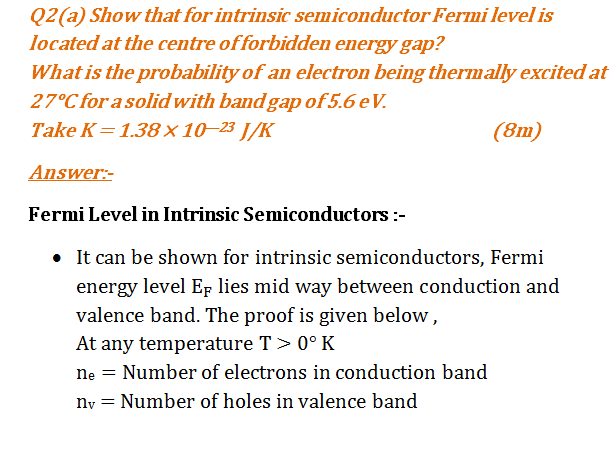 Q2(a) Show that for intrinsic semiconductor Fermi level is
located at the centre of forbidden energy gap?
What is the probability of an electron being thermally excited at
27°C for a solid with band gap of 5.6 eV.
Take K = 1.38 × 10–23 J/K (8m)
Answer:-
Fermi Level in Intrinsic Semiconductors :-
• It can be shown for intrinsic semiconductors, Fermi
energy level EF lies mid way between conduction and
valence band. The proof is given below ,
At any temperature T > 0° K
ne = Number of electrons in conduction band
nv = Number of holes in valence band